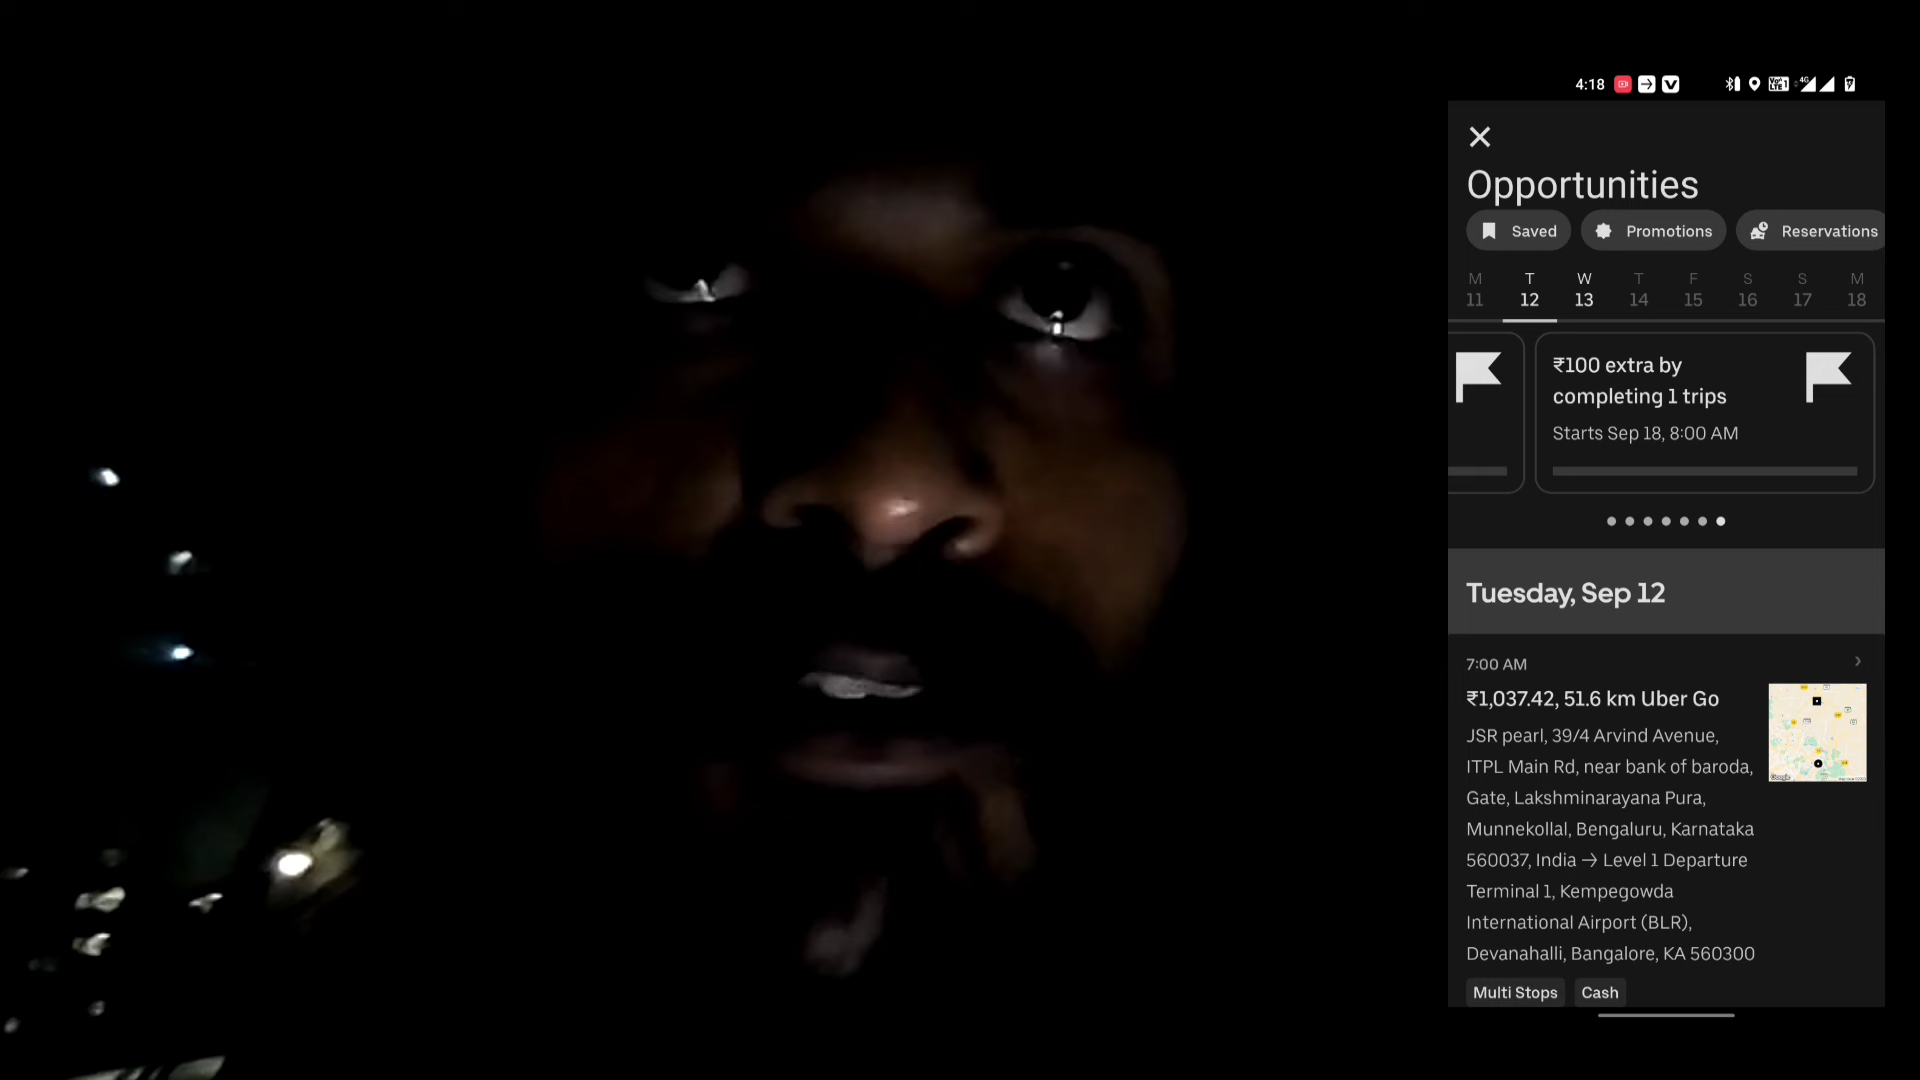 4:18
Opportunities
Saved Promotions Reservations
M T W T F S S M
11 12 13 14 15 16 17 18
₹100 extra by
completing 1 trips
Starts Sep 18, 8:00 AM
Tuesday, Sep 12
7:00 AM
₹1,037.42, 51.6 km Uber Go
JSR pearl, 39/4 Arvind Avenue,
ITPL Main Rd, near bank of baroda,
Gate, Lakshminarayana Pura,
Munnekollal, Bengaluru, Karnataka
560037, India → Level 1 Departure
Terminal 1, Kempegowda
International Airport (BLR),
Devanahalli, Bangalore, KA 560300
Multi Stops Cash